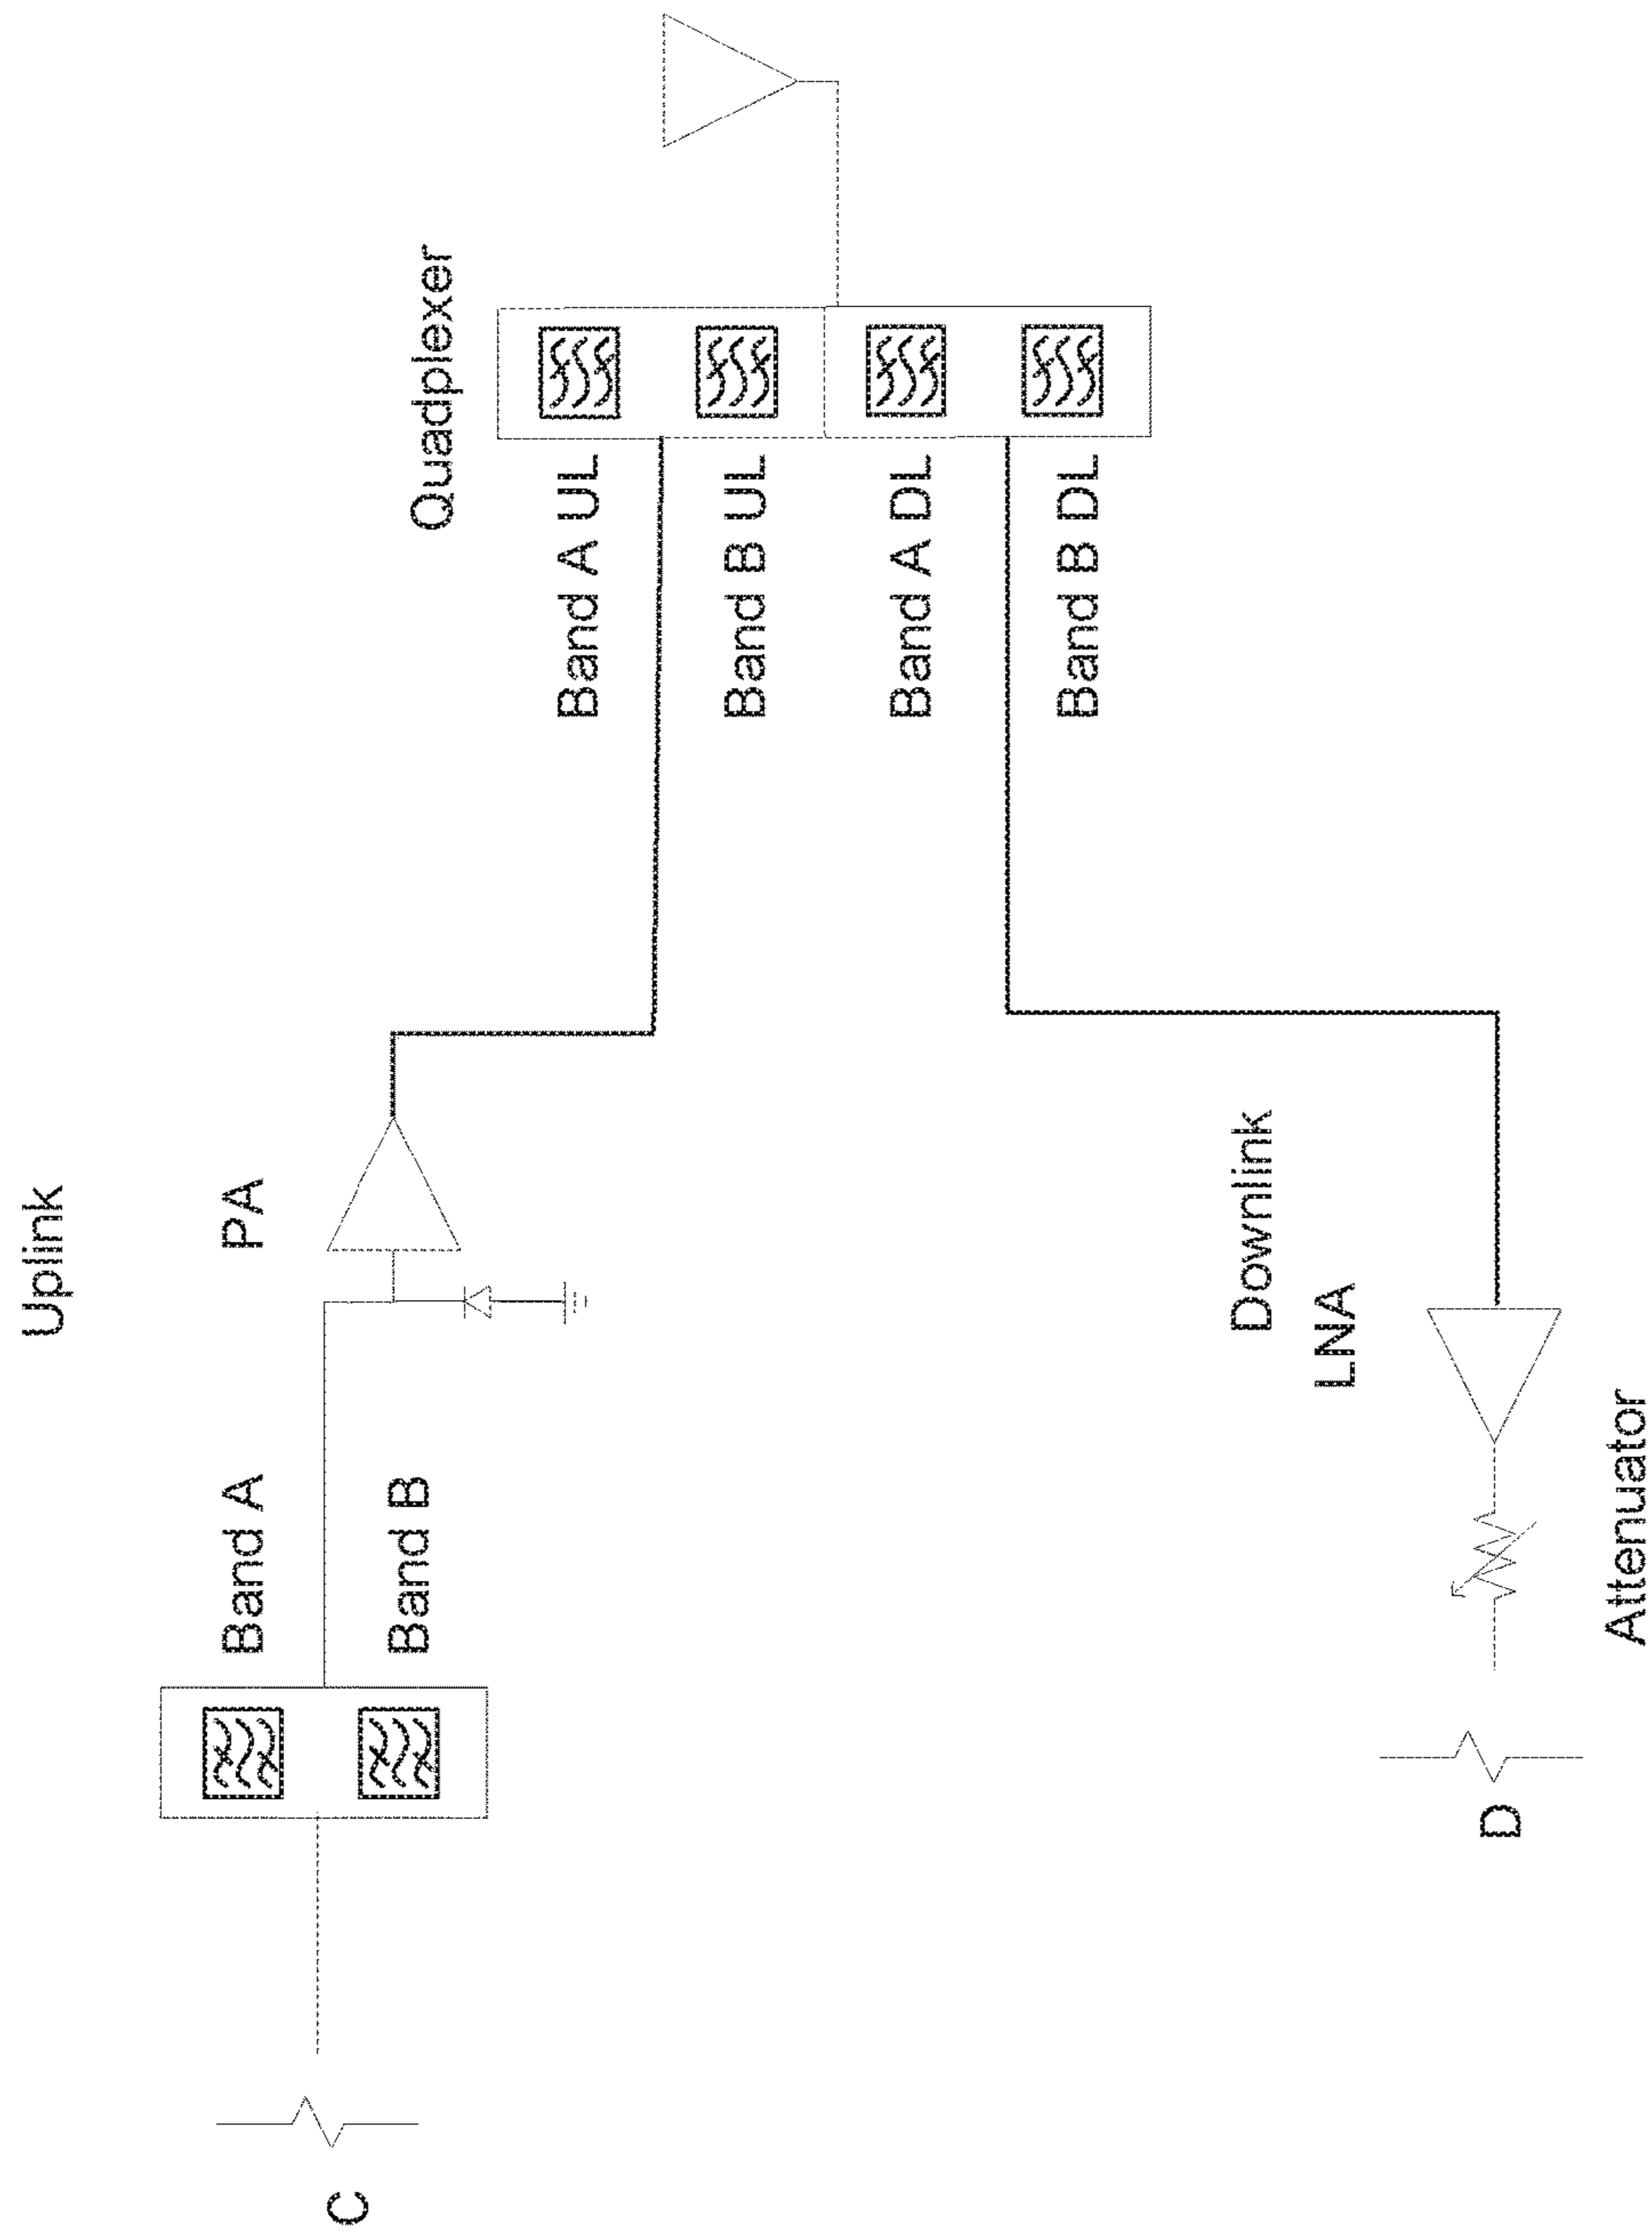 Uplink
PA
Band A
Band B
C
Quadplexer
Band A UL
Band B UL
Band A DL
Band B DL
Downlink
LNA
Attenuator
D